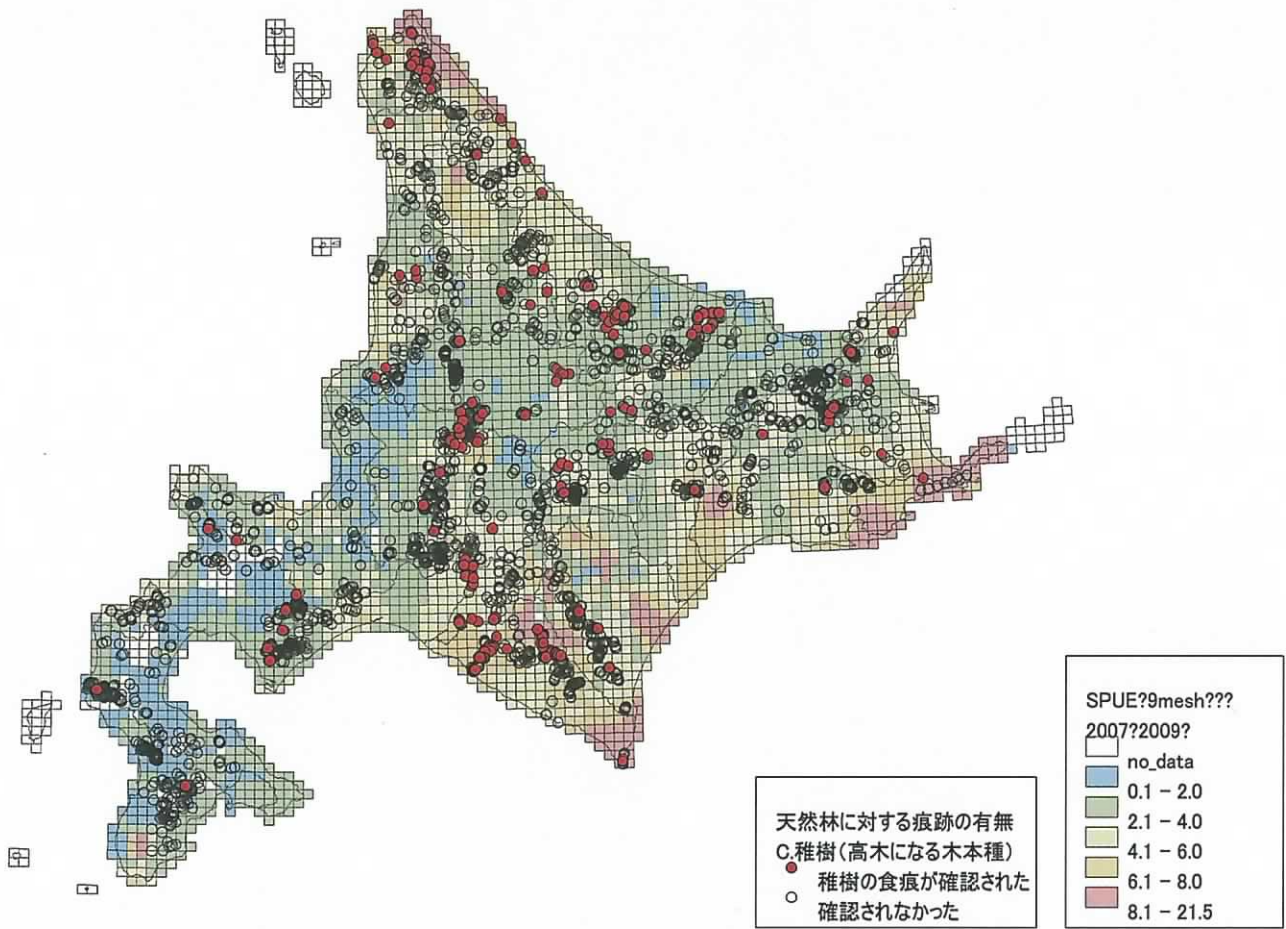 天然林に対する痕跡の有無
C.稚樹(高木になる木本種)
稚樹の食痕が確認された
確認されなかった
SPUE?9mesh???
2007?2009?
no_data
0.1 - 2.0
2.1 - 4.0
4.1 - 6.0
6.1 - 8.0
8.1 - 21.5